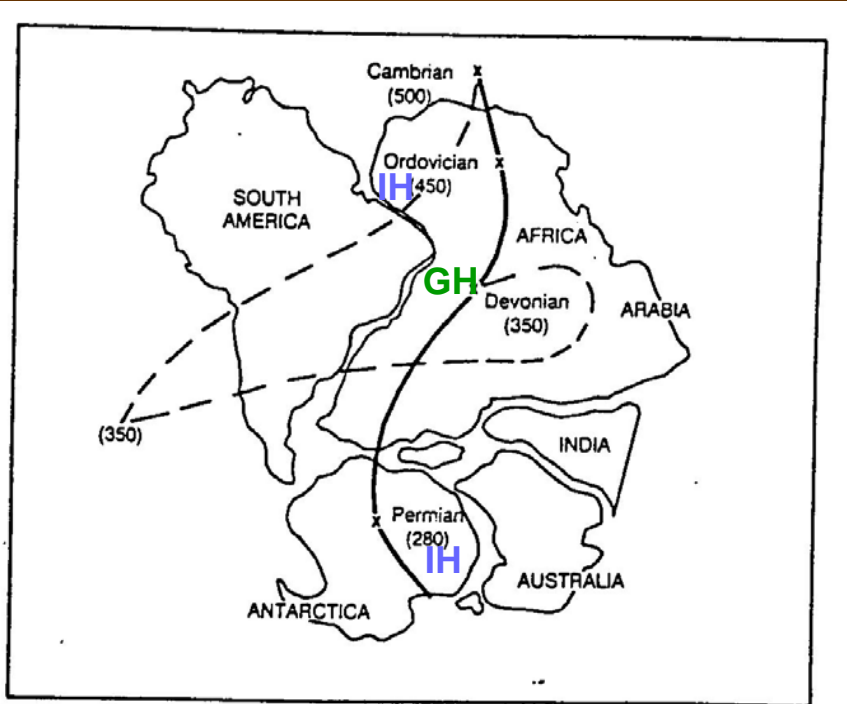 Cambrian
(500)
Ordovician
IH (450)
SOUTH
AMERICA
AFRICA
GH
Devonian
(350)
ARABIA
(350)
INDIA
Permian
(280)
IH
AUSTRALIA
ANTARCTICA